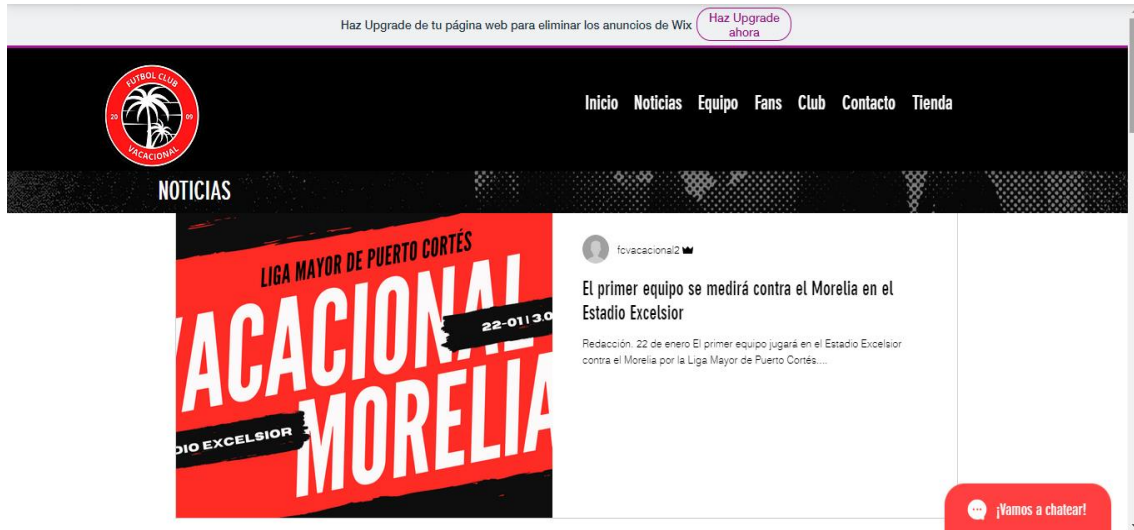 Haz Upgrade de tu página web para eliminar los anuncios de Wix
Haz Upgrade
ahora
FUTBOL CLUB
20 09
VACACIONAL
Inicio Noticias Equipo Fans Club Contacto Tienda
NOTICIAS
LIGA MAYOR DE PUERTO CORTÉS
VACACIONAL
22-01 | 3.0
MORELIA
DIO EXCELSIOR
fcvacacional2
El primer equipo se medirá contra el Morelia en el
Estadio Excelsior
Redacción. 22 de enero El primer equipo jugará en el Estadio Excelsior
contra el Morelia por la Liga Mayor de Puerto Cortés....
¡Vamos a chatear!